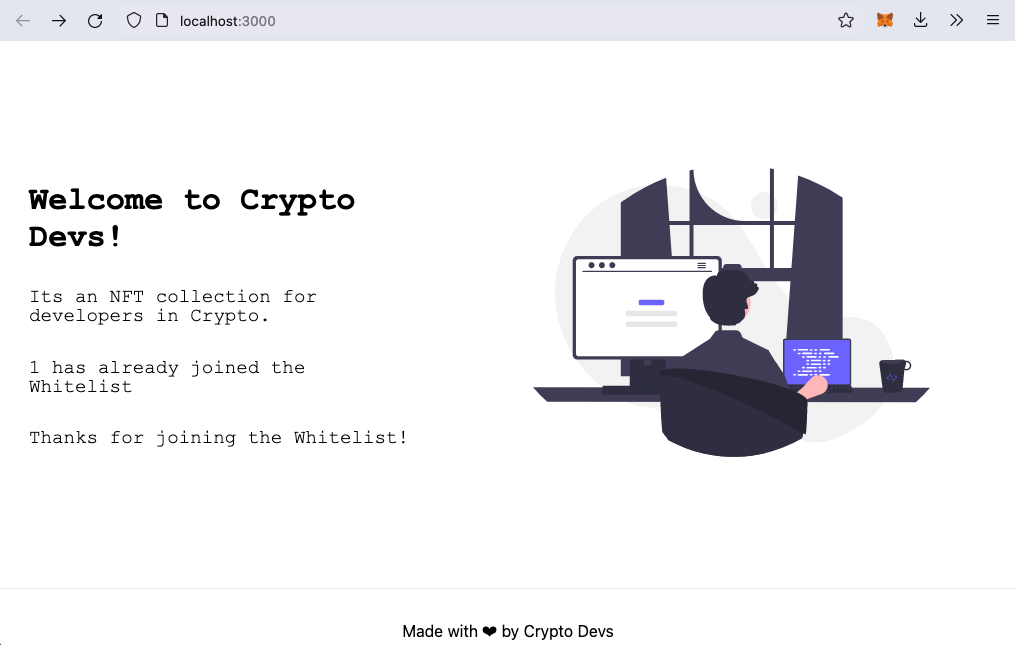 localhost:3000
Welcome to Crypto
Devs!
Its an NFT collection for
developers in Crypto.
1 has already joined the
Whitelist
Thanks for joining the Whitelist!
Made with ❤ by Crypto Devs